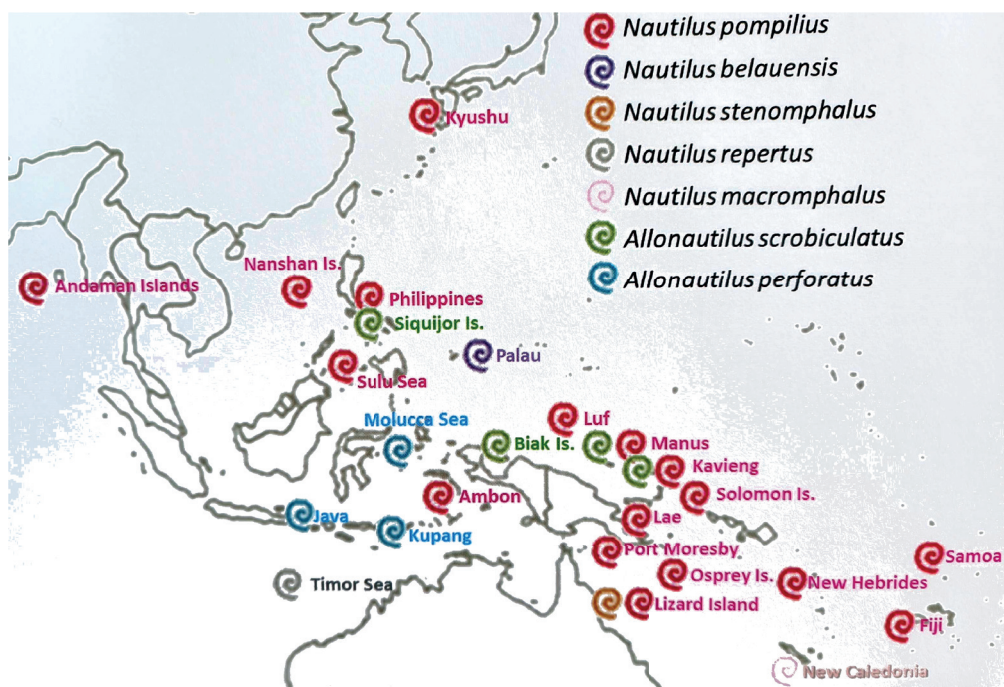 Nautilus pompilius
Nautilus belauensis
Nautilus stenomphalus
Nautilus repertus
Nautilus macromphalus
Allonautilus scrobiculatus
Allonautilus perforatus
Kyushu
Nanshan Is.
Andaman Islands
Philippines
Siquijor Is.
Palau
Sulu Sea
Molucca Sea
Luf
Biak Is.
Manus
Kavieng
Ambon
Solomon Is.
Java
Lae
Kupang
Port Moresby
Samoa
Timor Sea
Osprey Is.
New Hebrides
Lizard Island
Fiji
New Caledonia